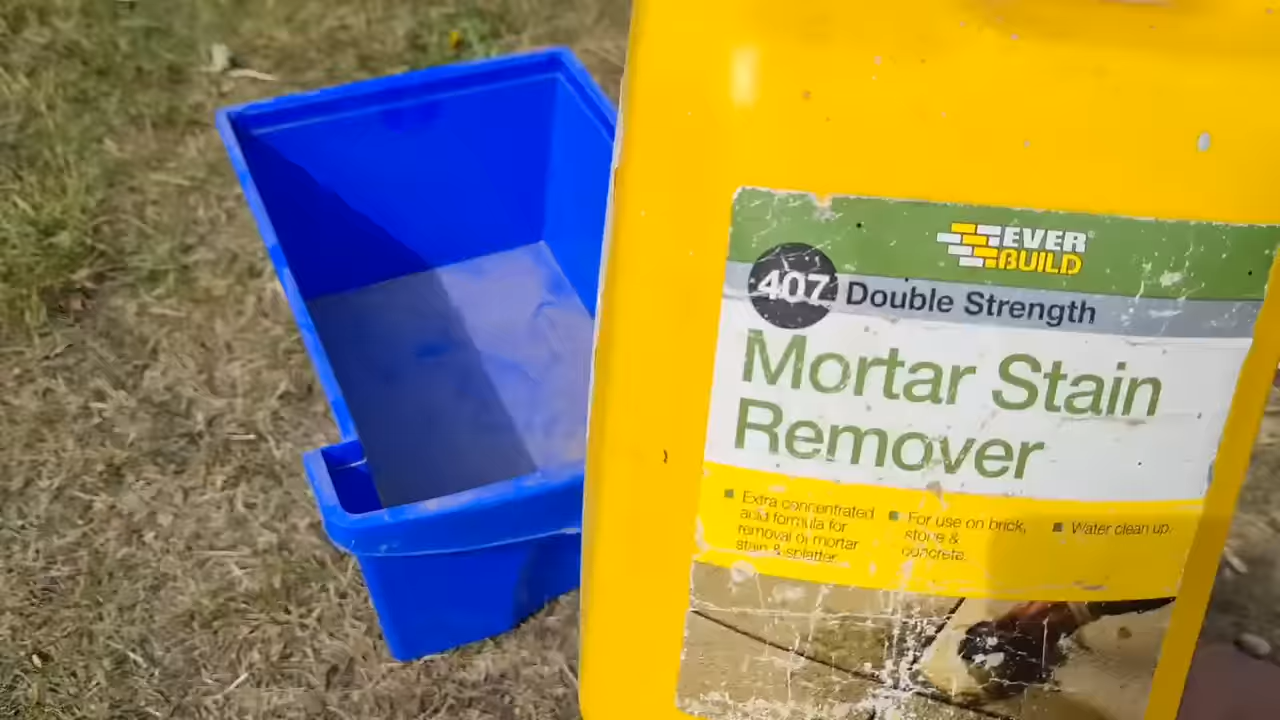 EVER
BUILD
407 Double Strength
Mortar Stain
Remover
Extra concentrated
acid formula for
removal of mortar
stain & splatter.
For use on brick,
stone &
concrete.
Water clean up.